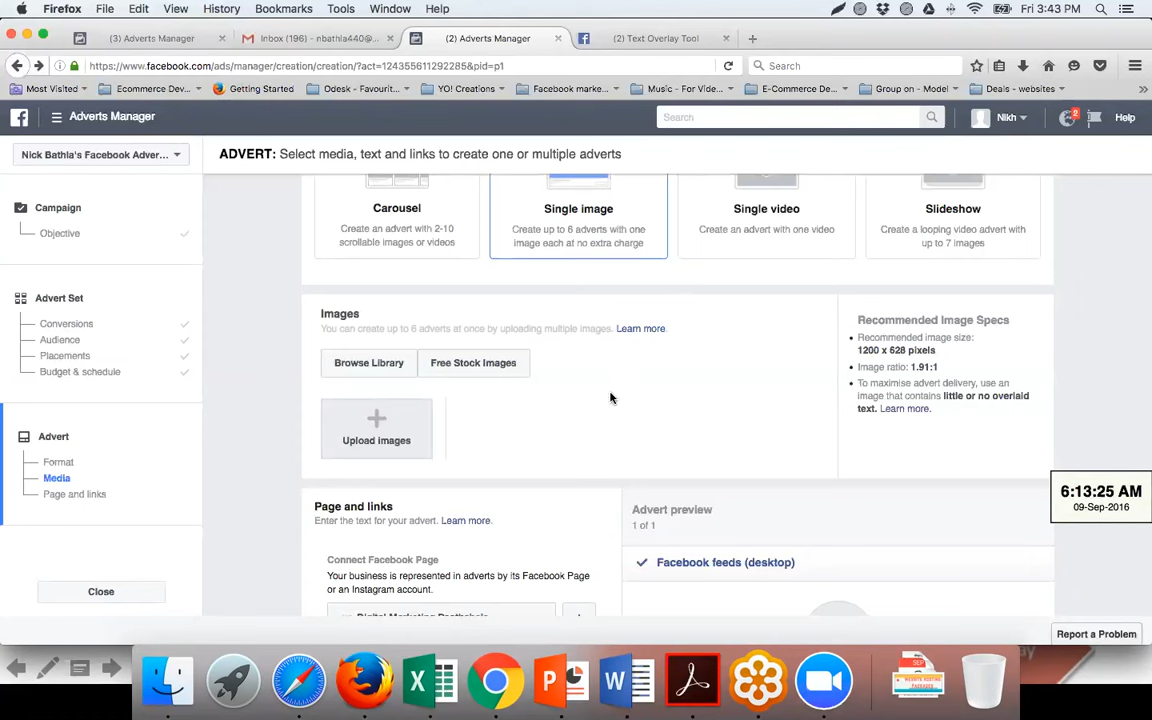 Firefox File Edit View History Bookmarks Tools Window Help Fri 3:43 PM
(3) Adverts Manager Inbox (196) - nbathla440@... (2) Adverts Manager (2) Text Overlay Tool
https://www.facebook.com/ads/manager/creation/creation/?act=124355611292285&pid=p1 Search
Most Visited Ecommerce Dev... Getting Started Odesk - Favourit... YO! Creations Facebook marke... Music - For Vide... E-Commerce De... Group on - Model Deals - websites
Adverts Manager Search Nikh 2 Help
Nick Bathla's Facebook Adver... ADVERT: Select media, text and links to create one or multiple adverts
Campaign
Objective
Advert Set
Conversions
Audience
Placements
Budget & schedule
Advert
Format
Media
Page and links
Close
Carousel
Create an advert with 2-10
scrollable images or videos
Single image
Create up to 6 adverts with one
image each at no extra charge
Single video
Create an advert with one video
Slideshow
Create a looping video advert with
up to 7 images
Images
You can create up to 6 adverts at once by uploading multiple images. Learn more.
Browse Library Free Stock Images
Upload images
Recommended Image Specs
Recommended image size:
1200 x 628 pixels
Image ratio: 1.91:1
To maximise advert delivery, use an
image that contains little or no overlaid
text. Learn more.
Page and links
Enter the text for your advert. Learn more.
Connect Facebook Page
Your business is represented in adverts by its Facebook Page
or an Instagram account.
Digital Marketing
Advert preview
1 of 1
Facebook feeds (desktop)
6:13:25 AM
09-Sep-2016
Report a Problem
X P W
SEP